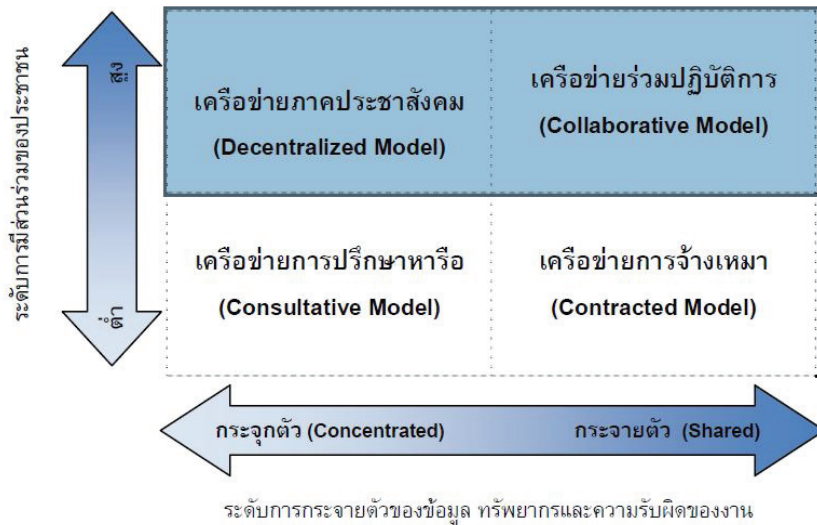 ระดับการมีส่วนร่วมของประชาชน
สูง
ต่ำ
เครือข่ายภาคประชาสังคม
(Decentralized Model)
เครือข่ายร่วมปฏิบัติการ
(Collaborative Model)
เครือข่ายการปรึกษาหารือ
(Consultative Model)
เครือข่ายการจ้างเหมา
(Contracted Model)
กระจุกตัว (Concentrated)
กระจายตัว (Shared)
ระดับการกระจายตัวของข้อมูล ทรัพยากรและความรับผิดของงาน